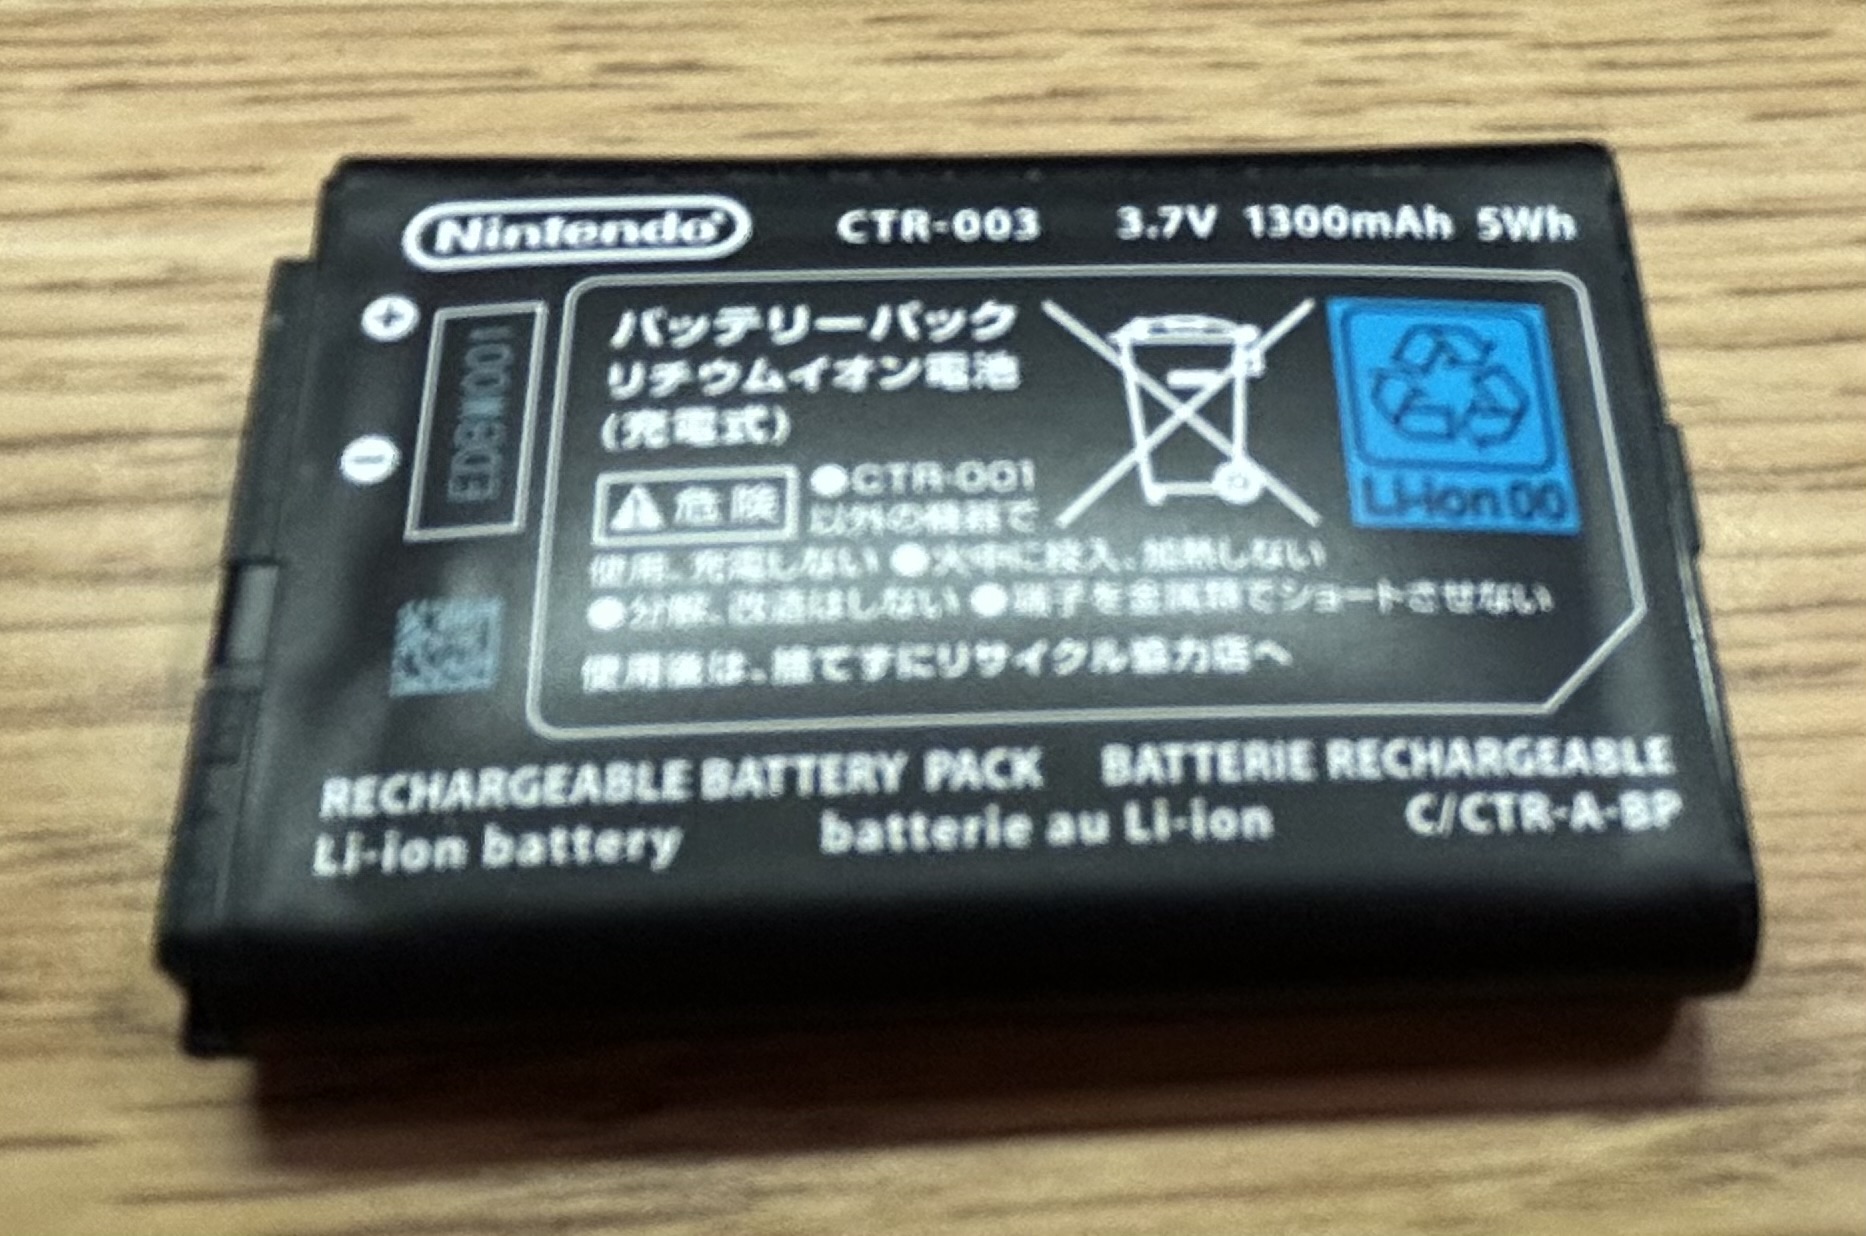 Nintendo CTR-003 3.7V 1300mAh 5Wh
バッテリーパック
リチウムイオン電池
(充電式)
危険 ●CTR-001
以外の機器で
使用、充電しない ●火中に投入、加熱しない
●分解、改造はしない ●端子を金属類でショートさせない
使用後は、捨てずにリサイクル協力店へ
Li-ion00
RECHARGEABLE BATTERY PACK BATTERIE RECHARGEABLE
Li-ion battery batterie au Li-ion C/CTR-A-BP